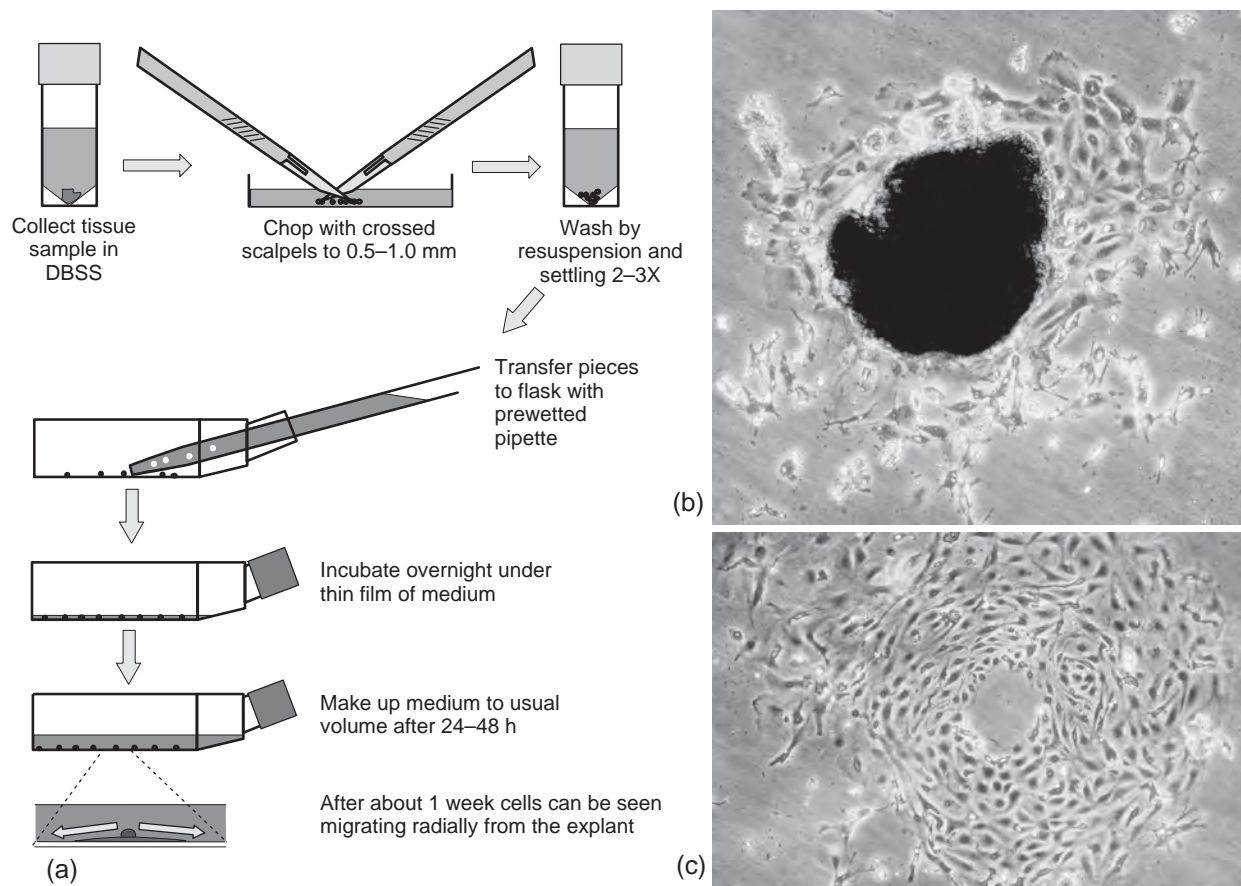 Collect tissue
sample in
DBSS
Chop with crossed
scalpels to 0.5–1.0 mm
Wash by
resuspension and
settling 2–3X
Transfer pieces
to flask with
prewetted
pipette
Incubate overnight under
thin film of medium
Make up medium to usual
volume after 24–48 h
After about 1 week cells can be seen
migrating radially from the explant
(a)
(b)
(c)